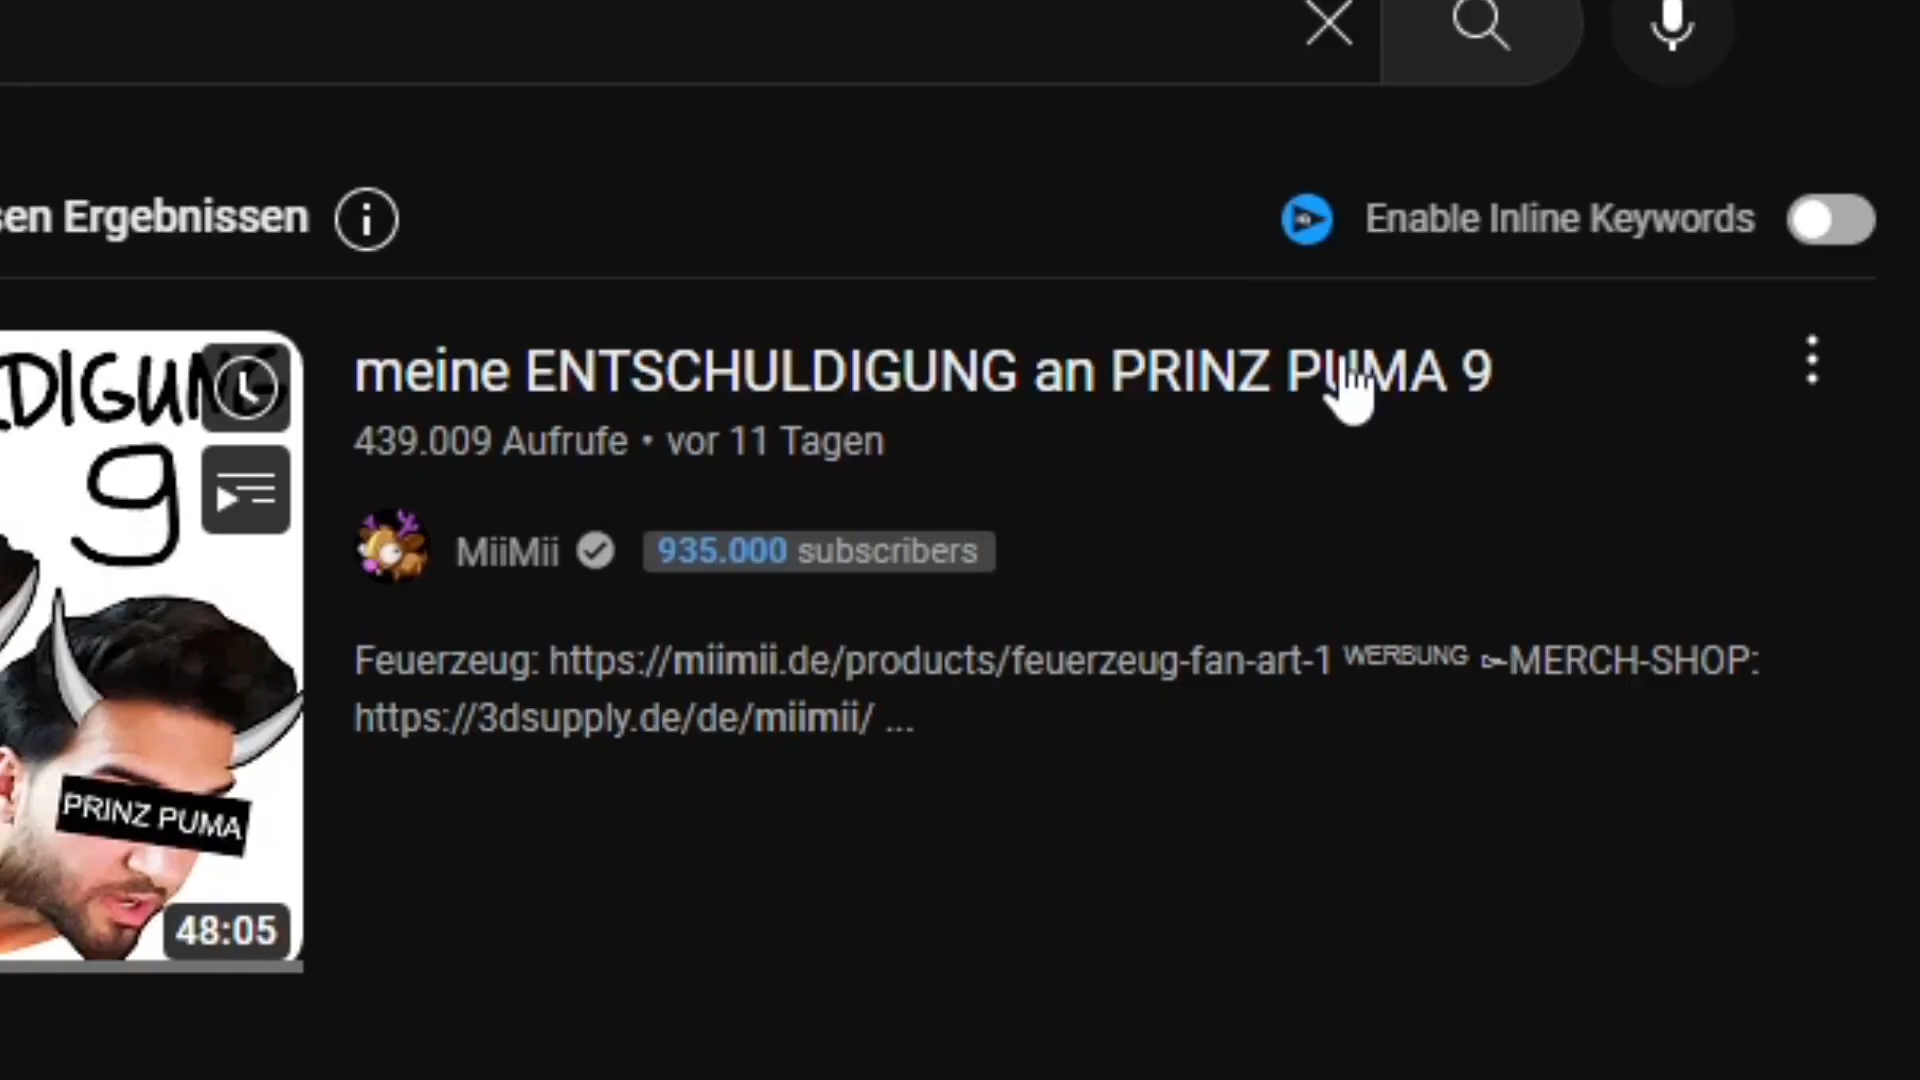 sen Ergebnissen
Enable Inline Keywords
DIGUNG
9
PRINZ PUMA
48:05
meine ENTSCHULDIGUNG an PRINZ PUMA 9
439.009 Aufrufe • vor 11 Tagen
MiiMii
935.000 subscribers
Feuerzeug: https://miimii.de/products/feuerzeug-fan-art-1 ᵂᴱᴿᴮᵁᴺᴳ ⌲MERCH-SHOP:
https://3dsupply.de/de/miimii/ ...